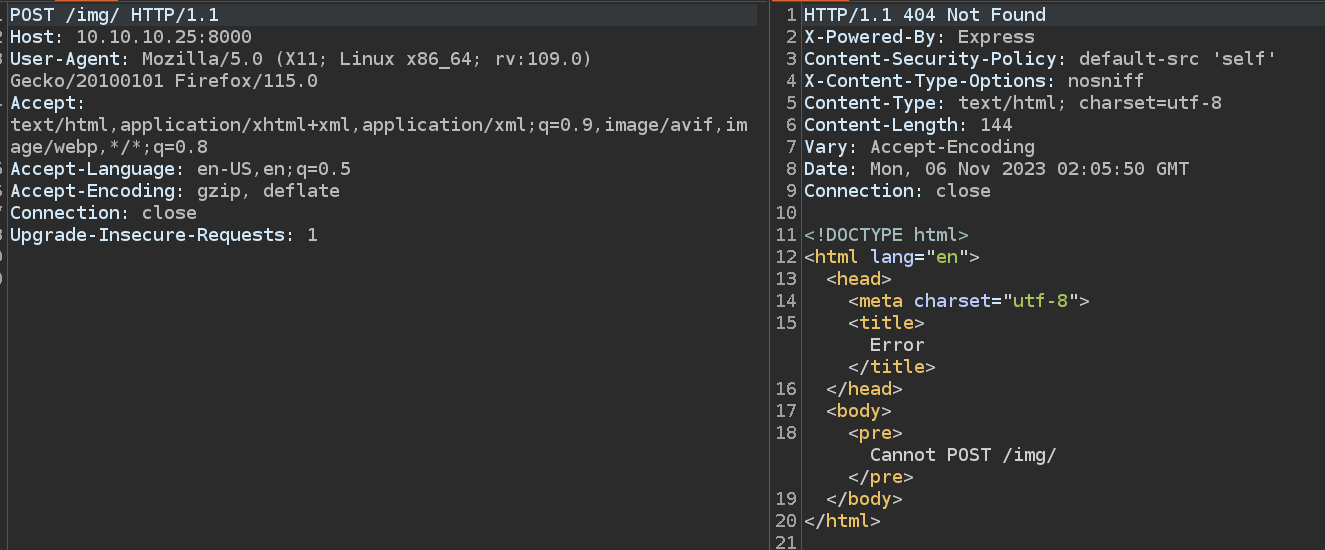 POST /img/ HTTP/1.1
Host: 10.10.10.25:8000
User-Agent: Mozilla/5.0 (X11; Linux x86_64; rv:109.0)
Gecko/20100101 Firefox/115.0
Accept:
text/html,application/xhtml+xml,application/xml;q=0.9,image/avif,im
age/webp,*/*;q=0.8
Accept-Language: en-US,en;q=0.5
Accept-Encoding: gzip, deflate
Connection: close
Upgrade-Insecure-Requests: 1
1 HTTP/1.1 404 Not Found
2 X-Powered-By: Express
3 Content-Security-Policy: default-src 'self'
4 X-Content-Type-Options: nosniff
5 Content-Type: text/html; charset=utf-8
6 Content-Length: 144
7 Vary: Accept-Encoding
8 Date: Mon, 06 Nov 2023 02:05:50 GMT
9 Connection: close
10
11 <!DOCTYPE html>
12 <html lang="en">
13 <head>
14 <meta charset="utf-8">
15 <title>
Error
</title>
16 </head>
17 <body>
18 <pre>
Cannot POST /img/
</pre>
19 </body>
20 </html>
21